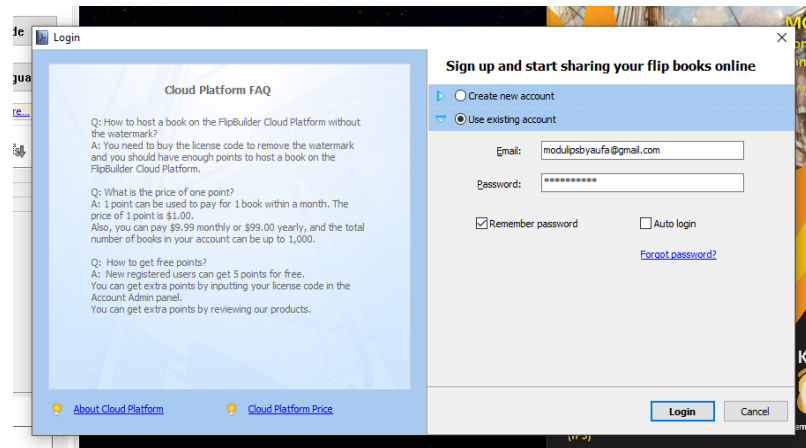 de
Login
Sign up and start sharing your flip books online
gua
re...
Cloud Platform FAQ
Q: How to host a book on the FlipBuilder Cloud Platform without
the watermark?
A: You need to buy the license code to remove the watermark
and you should have enough points to host a book on the
FlipBuilder Cloud Platform.
Q: What is the price of one point?
A: 1 point can be used to pay for 1 book within a month. The
price of 1 point is $1.00.
Also, you can pay $9.99 monthly or $99.00 yearly, and the total
number of books in your account can be up to 1,000.
Q: How to get free points?
A: New registered users can get 5 points for free.
You can get extra points by inputting your license code in the
Account Admin panel.
You can get extra points by reviewing our products.
About Cloud Platform
Cloud Platform Price
Create new account
Use existing account
Email: modulipsbyaufa@gmail.com
Password: **********
Remember password
Auto login
Forgot password?
Login
Cancel
(IPS)